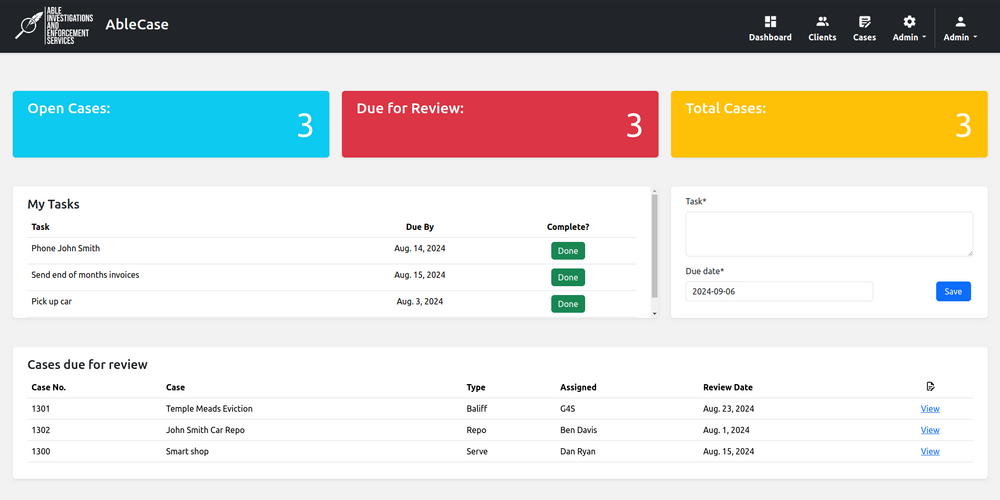 ABLE
INVESTIGATIONS
AND
ENFORCEMENT
SERVICES
AbleCase
Dashboard Clients Cases Admin Admin
Open Cases: 3
Due for Review: 3
Total Cases: 3
My Tasks
Task Due By Complete?
Phone John Smith Aug. 14, 2024 Done
Send end of months invoices Aug. 15, 2024 Done
Pick up car Aug. 3, 2024 Done
Task*
Due date*
2024-09-06 Save
Cases due for review
Case No. Case Type Assigned Review Date
1301 Temple Meads Eviction Baliff G4S Aug. 23, 2024 View
1302 John Smith Car Repo Repo Ben Davis Aug. 1, 2024 View
1300 Smart shop Serve Dan Ryan Aug. 15, 2024 View